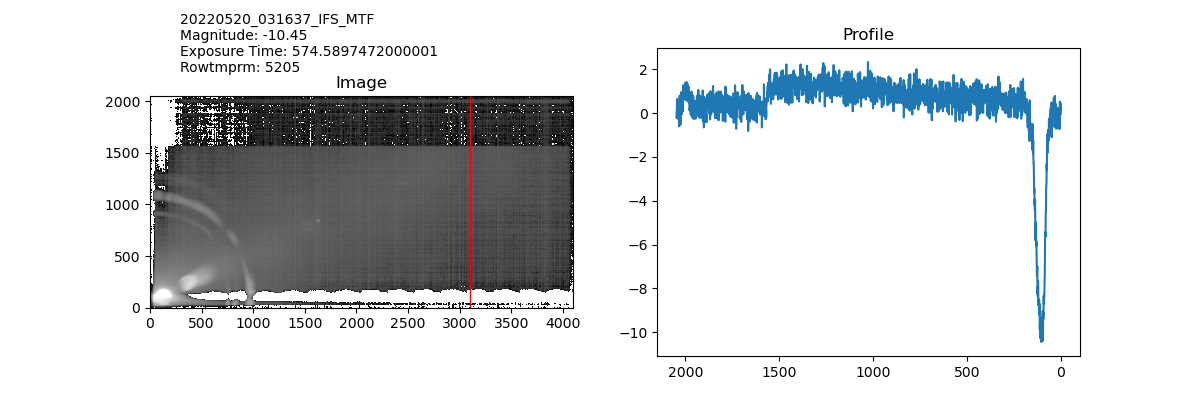 20220520_031637_IFS_MTF
Magnitude: -10.45
Exposure Time: 574.5897472000001
Rowtmprm: 5205
Image
2000
1500
1000
500
0
0 500 1000 1500 2000 2500 3000 3500 4000
Profile
2
0
−2
−4
−6
−8
−10
2000 1500 1000 500 0